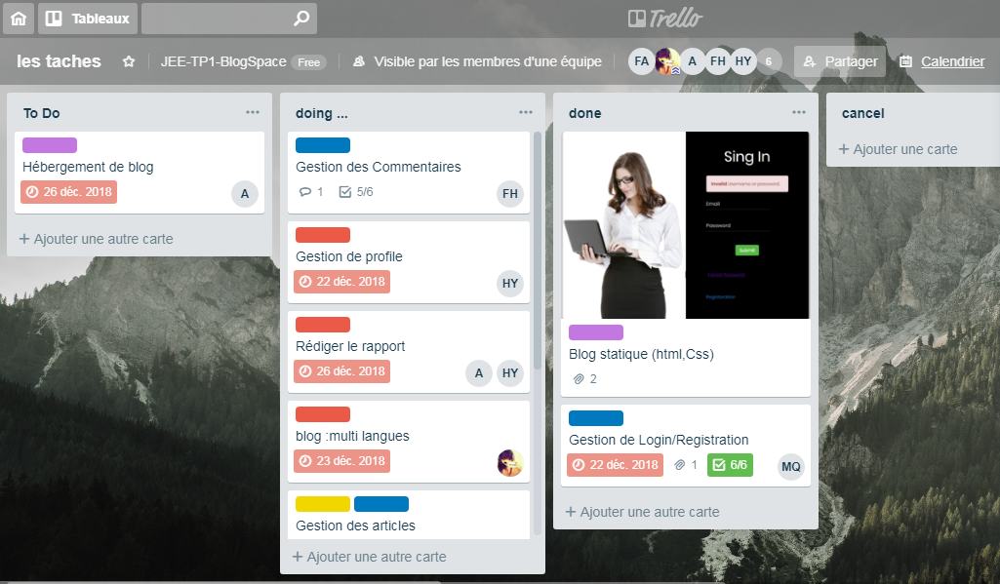 Tableaux
Trello
les taches
JEE-TP1-BlogSpace Free
Visible par les membres d'une équipe
FA A FH HY 6
Partager
Calendrier
To Do ...
Hébergement de blog
26 déc. 2018
A
+ Ajouter une autre carte
doing ... ...
Gestion des Commentaires
1 5/6
FH
Gestion de profile
22 déc. 2018
HY
Rédiger le rapport
26 déc. 2018
A HY
blog :multi langues
23 déc. 2018
Gestion des articles
+ Ajouter une autre carte
done ...
Sing In
Invalid username or password.
Email
Password
Submit
Registeration
Blog statique (html,Css)
2
Gestion de Login/Registration
22 déc. 2018 1 6/6
MQ
+ Ajouter une autre carte
cancel
+ Ajouter une carte